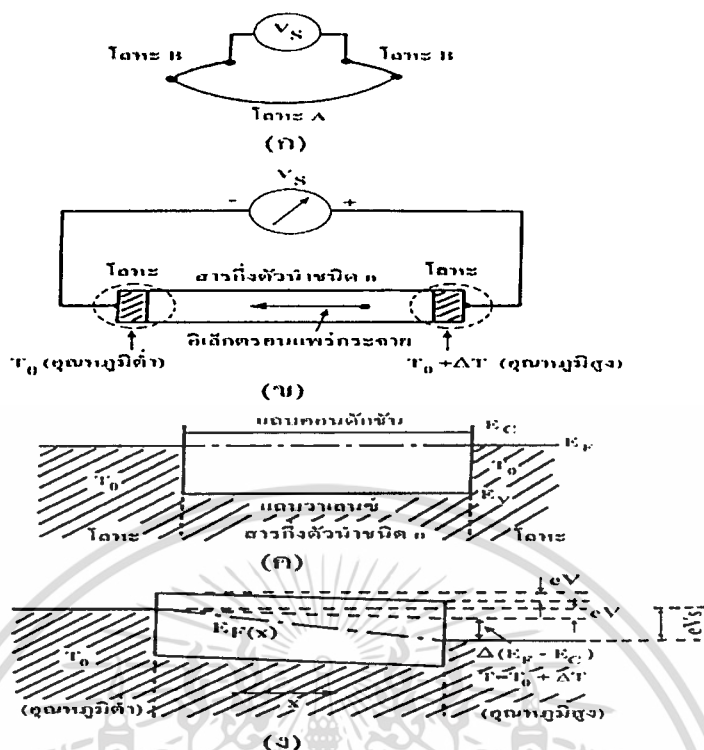 V_S
โลหะ B โลหะ B
โลหะ A
(ก)
V_S
- +
โลหะ สารกึ่งตัวนำชนิด n โลหะ
อิเล็กตรอนแพร่กระจาย
T_0 (อุณหภูมิต่ำ) T_0 + ΔT (อุณหภูมิสูง)
(ข)
แถบคอนดักชัน E_C
E_F
T_0 T_0
E_V
แถบวาเลนซ์
โลหะ สารกึ่งตัวนำชนิด n โลหะ
(ค)
eV
eV
E_F(x) eV_S
Δ(E_F - E_C)
T_0 T=T_0 + ΔT
(อุณหภูมิต่ำ) x (อุณหภูมิสูง)
(ง)